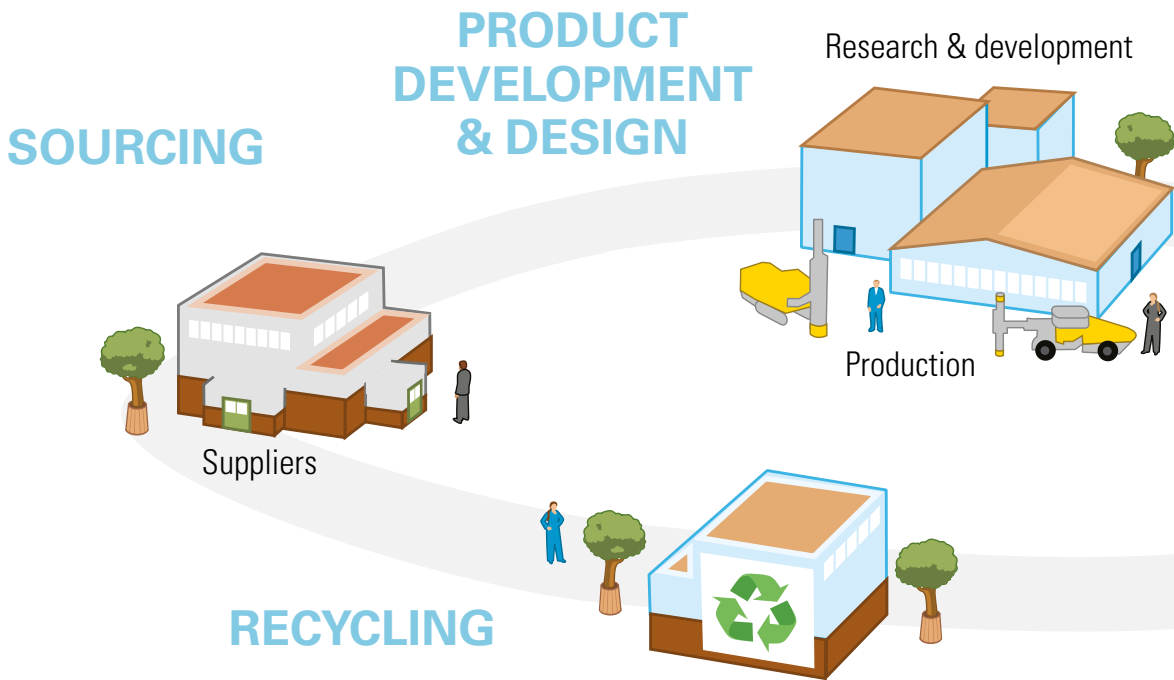 SOURCING
PRODUCT
DEVELOPMENT
& DESIGN
Research & development
Production
Suppliers
RECYCLING